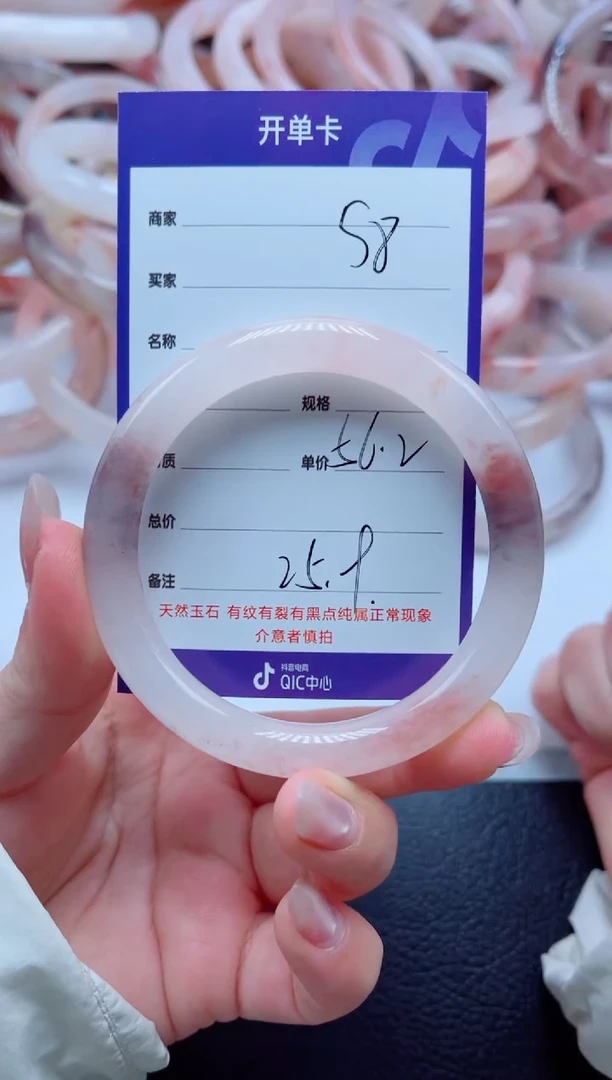 开单卡
商家 58
买家
名称
规格
质 单价 56.2
总价
备注 25.9.
天然玉石 有纹有裂有黑点纯属正常现象
介意者慎拍
抖音电商
QIC中心